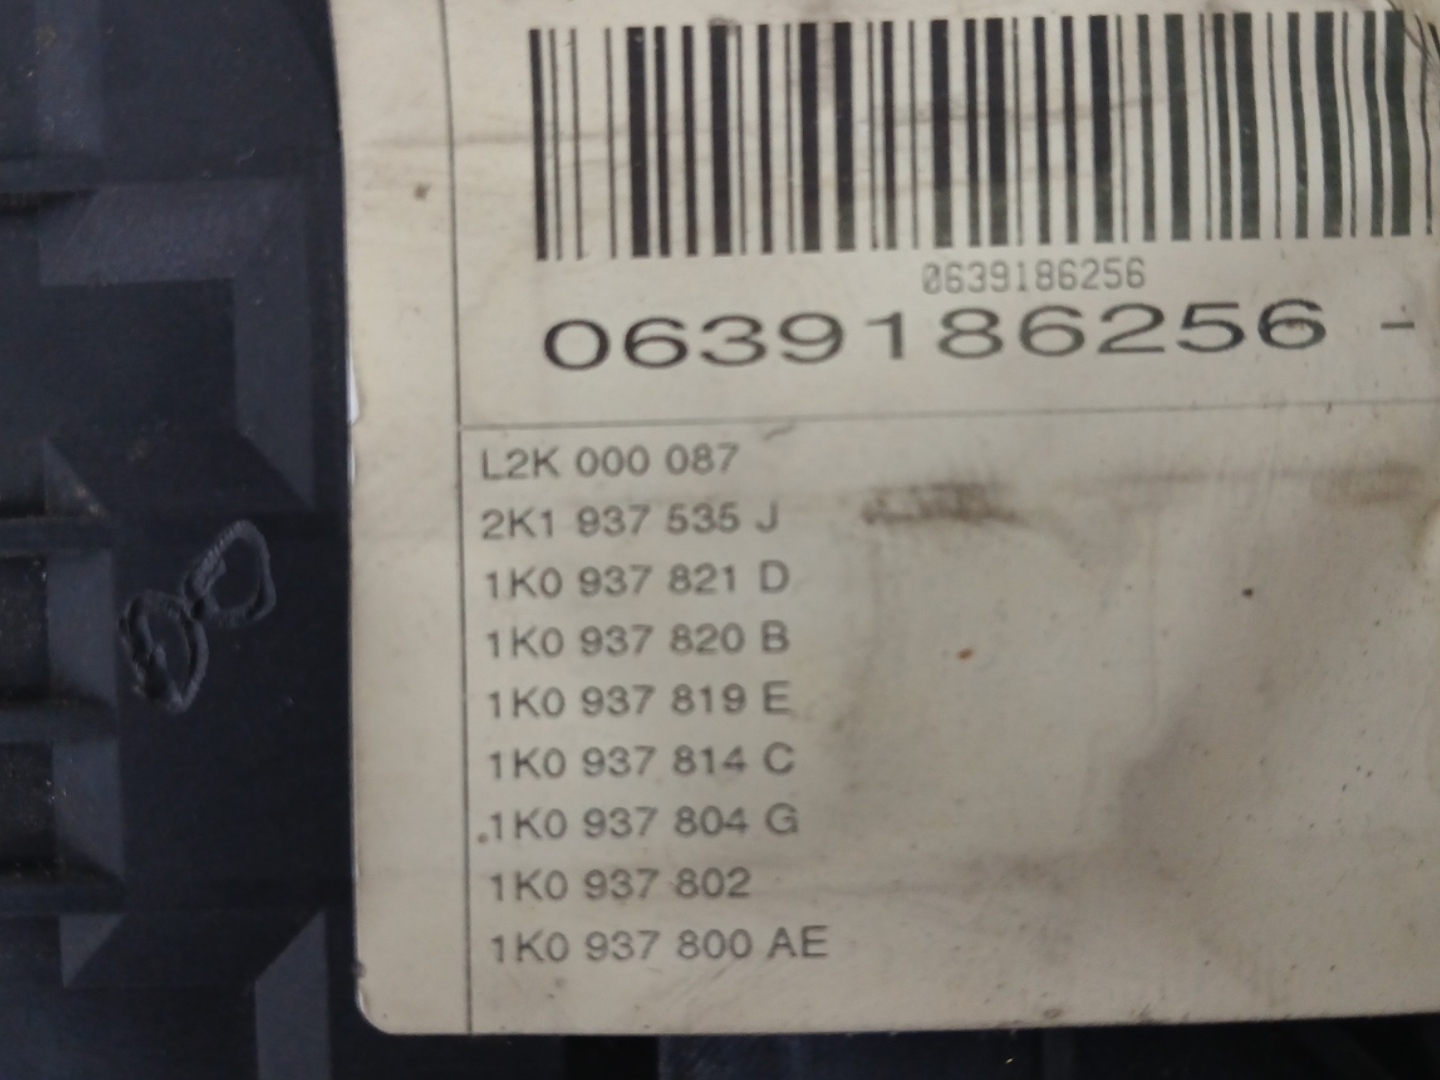 0639186256
0639186256 -
L2K 000 087
2K1 937 535 J
1K0 937 821 D
1K0 937 820 B
1K0 937 819 E
1K0 937 814 C
1K0 937 804 G
1K0 937 802
1K0 937 800 AE